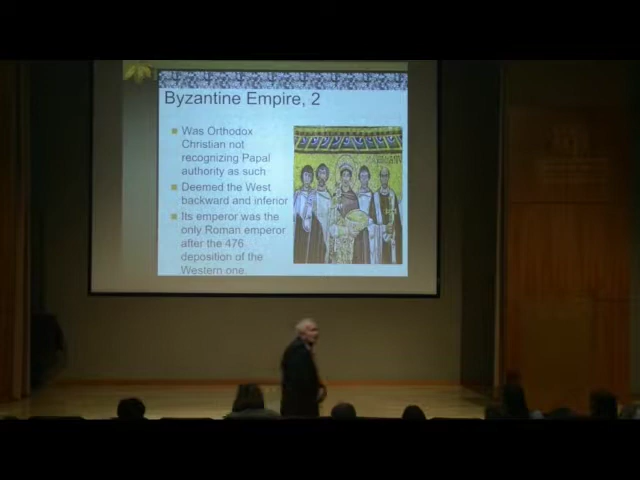 Byzantine Empire, 2
Was Orthodox
Christian not
recognizing Papal
authority as such
Deemed the West
backward and inferior
Its emperor was the
only Roman emperor
after the 476
deposition of the
Western one.